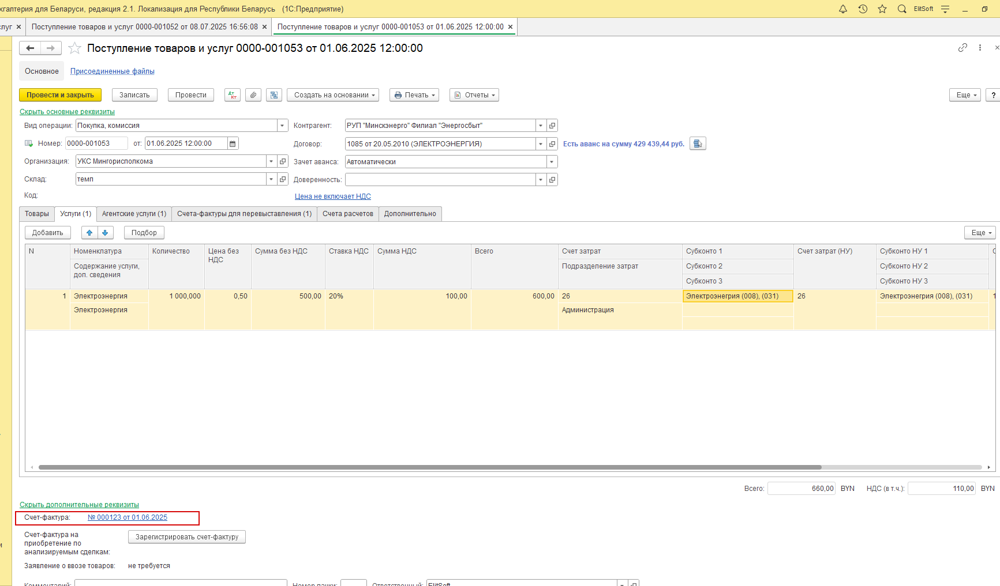 хгалтерия для Беларуси, редакция 2.1. Локализация для Республики Беларусь (1С:Предприятие)
ElitSoft
слуг × Поступление товаров и услуг 0000-001052 от 08.07.2025 16:56:08 × Поступление товаров и услуг 0000-001053 от 01.06.2025 12:00:00 ×
Поступление товаров и услуг 0000-001053 от 01.06.2025 12:00:00
Основное Присоединенные файлы
Провести и закрыть Записать Провести Дт Кт Создать на основании Печать Отчеты Еще ?
Скрыть основные реквизиты
Вид операции: Покупка, комиссия Контрагент: РУП "Минскэнерго" Филиал "Энергосбыт"
Номер: 0000-001053 от: 01.06.2025 12:00:00 Договор: 1085 от 20.05.2010 (ЭЛЕКТРОЭНЕРГИЯ) Есть аванс на сумму 429 439,44 руб.
Организация: УКС Мингорисполкома Зачет аванса: Автоматически
Склад: темп Доверенность:
Код: Цена не включает НДС
Товары Услуги (1) Агентские услуги (1) Счета-фактуры для перевыставления (1) Счета расчетов Дополнительно
Добавить Подбор Еще
N Номенклатура Количество Цена без НДС Сумма без НДС Ставка НДС Сумма НДС Всего Счет затрат Субконто 1 Счет затрат (НУ) Субконто НУ 1
Содержание услуги, доп. сведения Подразделение затрат Субконто 2 Субконто НУ 2
Субконто 3 Субконто НУ 3
1 Электроэнергия 1 000,000 0,50 500,00 20% 100,00 600,00 26 Электроэнегрия (008), (031) 26 Электроэнегрия (008), (031) 1
Электроэнергия Администрация
Всего: 660,00 BYN НДС (в т.ч.): 110,00 BYN
Скрыть дополнительные реквизиты
Счет-фактура: № 000123 от 01.06.2025
Счет-фактура на
приобретение по
анализируемым сделкам: Зарегистрировать счет-фактуру
Заявление о ввозе товаров: не требуется
Комментарий: Номер пачки: Ответственный: ElitSoft